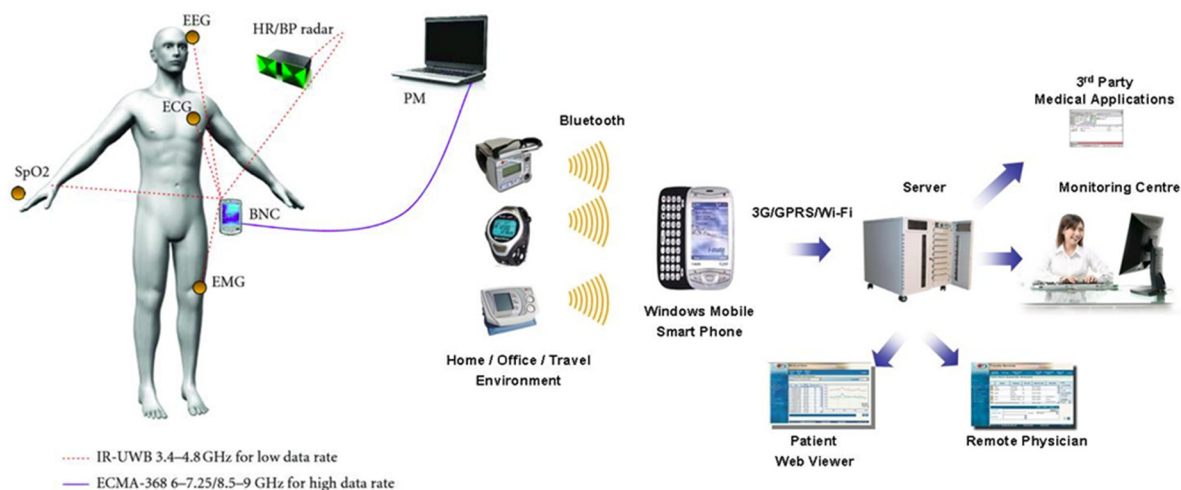 EEG
HR/BP radar
ECG
SpO2
BNC
EMG
PM
IR-UWB 3.4–4.8 GHz for low data rate
ECMA-368 6–7.25/8.5–9 GHz for high data rate
Bluetooth
Home / Office / Travel
Environment
Windows Mobile
Smart Phone
3G/GPRS/Wi-Fi
Server
3rd Party
Medical Applications
Monitoring Centre
Patient
Web Viewer
Remote Physician